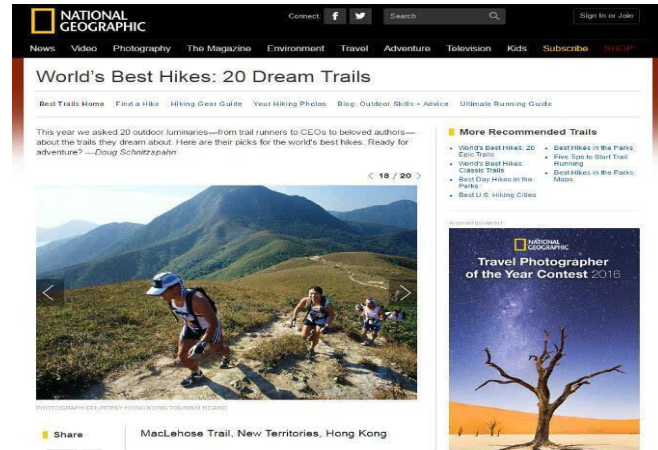 NATIONAL
GEOGRAPHIC
Connect:
f
Search
Sign In or Join
News Video Photography The Magazine Environment Travel Adventure Television Kids Subscribe SHOP
World's Best Hikes: 20 Dream Trails
Best Trails Home Find a Hike Hiking Gear Guide Your Hiking Photos Blog: Outdoor Skills + Advice Ultimate Running Guide
This year we asked 20 outdoor luminaries—from trail runners to CEOs to beloved authors—
about the trails they dream about. Here are their picks for the world's best hikes. Ready for
adventure? —Doug Schnitzspahn
< 18 / 20 >
PHOTOGRAPH COURTESY HONG KONG TOURISM BOARD
Share
MacLehose Trail, New Territories, Hong Kong
More Recommended Trails
World's Best Hikes: 20
Epic Trails
World's Best Hikes:
Classic Trails
Best Day Hikes in the
Parks
Best U.S. Hiking Cities
Best Hikes in the Parks
Five Tips to Start Trail
Running
Best Hikes in the Parks
Maps
ADVERTISEMENT
NATIONAL
GEOGRAPHIC
Travel Photographer
of the Year Contest 2016